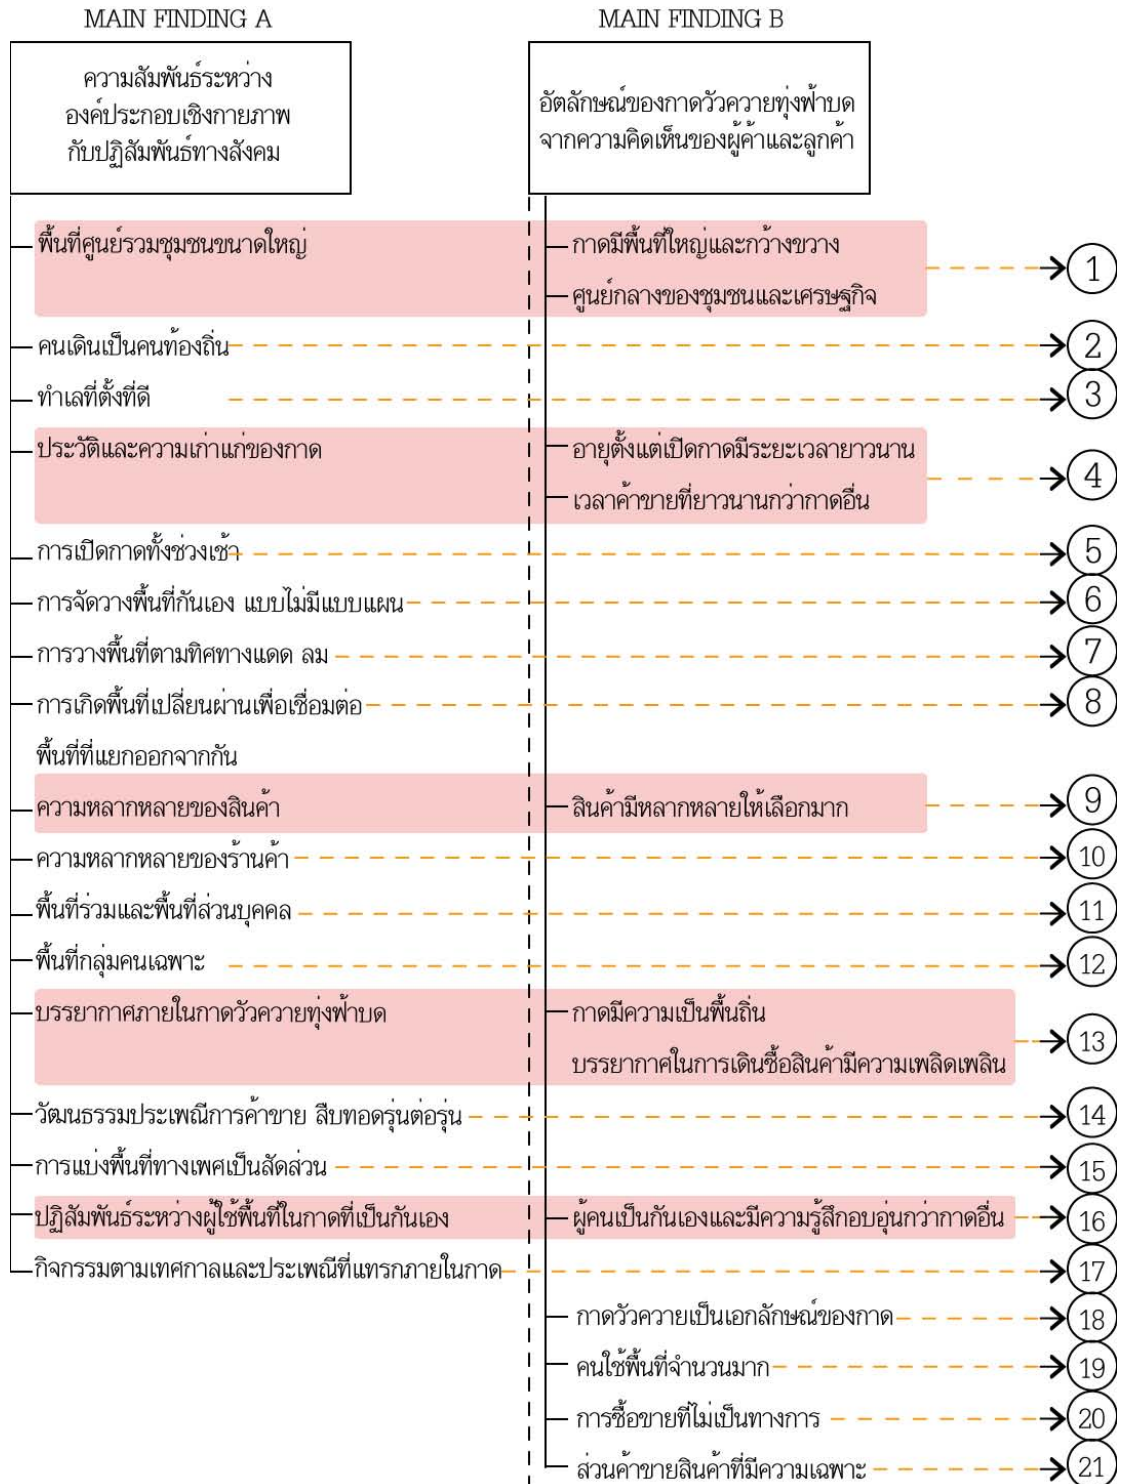 MAIN FINDING A
MAIN FINDING B
ความสัมพันธ์ระหว่าง
องค์ประกอบเชิงกายภาพ
กับปฏิสัมพันธ์ทางสังคม
อัตลักษณ์ของกาดวัวควายทุ่งฟ้าบด
จากความคิดเห็นของผู้ค้าและลูกค้า
พื้นที่ศูนย์รวมชุมชนขนาดใหญ่
กาดมีพื้นที่ใหญ่และกว้างขวาง
ศูนย์กลางของชุมชนและเศรษฐกิจ
1
คนเดินเป็นคนท้องถิ่น
2
ทำเลที่ตั้งที่ดี
3
ประวัติและความเก่าแก่ของกาด
อายุตั้งแต่เปิดกาดมีระยะเวลายาวนาน
เวลาค้าขายที่ยาวนานกว่ากาดอื่น
4
การเปิดกาดทั้งช่วงเช้า
5
การจัดวางพื้นที่กันเอง แบบไม่มีแบบแผน
6
การวางพื้นที่ตามทิศทางแดด ลม
7
การเกิดพื้นที่เปลี่ยนผ่านเพื่อเชื่อมต่อ
8
พื้นที่ที่แยกออกจากกัน
ความหลากหลายของสินค้า
สินค้ามีหลากหลายให้เลือกมาก
9
ความหลากหลายของร้านค้า
10
พื้นที่ร่วมและพื้นที่ส่วนบุคคล
11
พื้นที่กลุ่มคนเฉพาะ
12
บรรยากาศภายในกาดวัวควายทุ่งฟ้าบด
กาดมีความเป็นพื้นถิ่น
บรรยากาศในการเดินซื้อสินค้ามีความเพลิดเพลิน
13
วัฒนธรรมประเพณีการค้าขาย สืบทอดรุ่นต่อรุ่น
14
การแบ่งพื้นที่ทางเพศเป็นสัดส่วน
15
ปฏิสัมพันธ์ระหว่างผู้ใช้พื้นที่ในกาดที่เป็นกันเอง
ผู้คนเป็นกันเองและมีความรู้สึกอบอุ่นกว่ากาดอื่น
16
กิจกรรมตามเทศกาลและประเพณีที่แทรกภายในกาด
17
กาดวัวควายเป็นเอกลักษณ์ของกาด
18
คนใช้พื้นที่จำนวนมาก
19
การซื้อขายที่ไม่เป็นทางการ
20
ส่วนค้าขายสินค้าที่มีความเฉพาะ
21